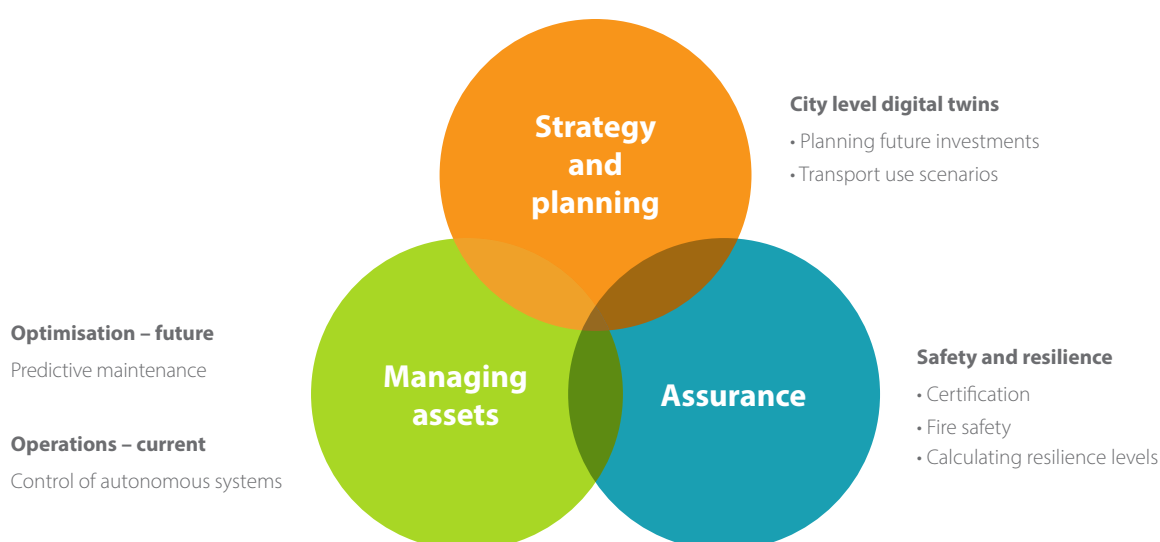 Strategy
and
planning
City level digital twins
• Planning future investments
• Transport use scenarios
Optimisation – future
Predictive maintenance
Operations – current
Control of autonomous systems
Managing
assets
Assurance
Safety and resilience
• Certification
• Fire safety
• Calculating resilience levels